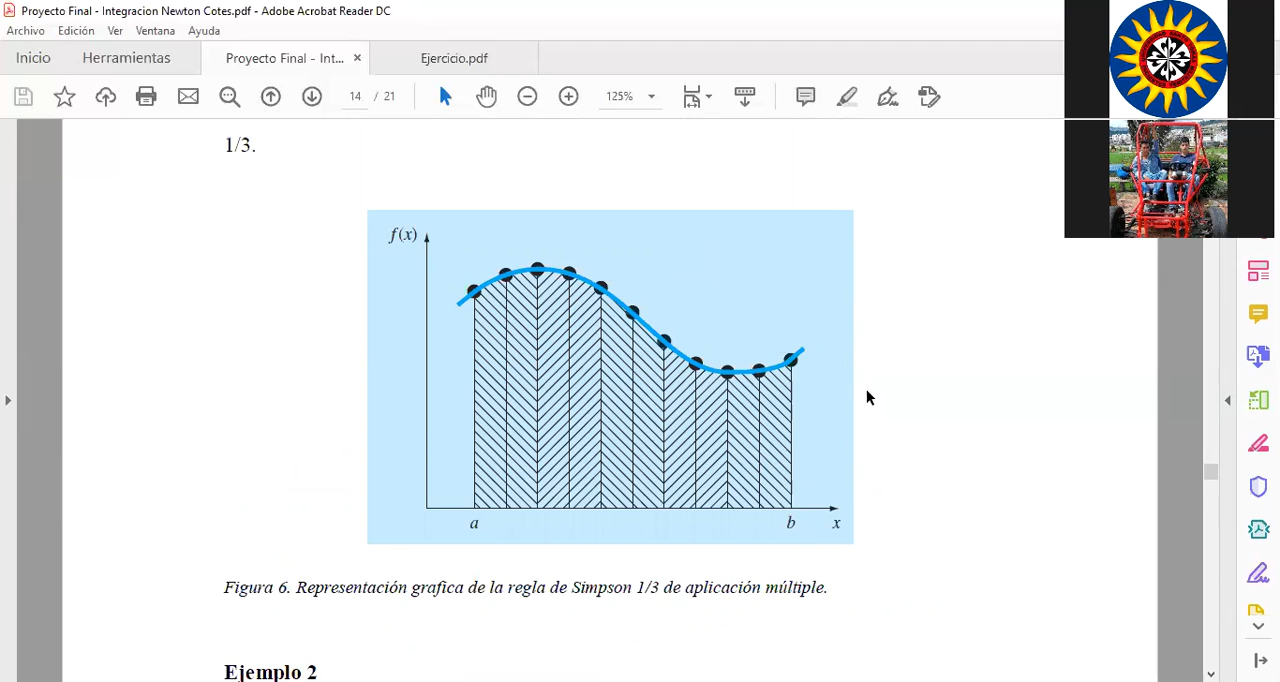 Proyecto Final - Integracion Newton Cotes.pdf - Adobe Acrobat Reader DC
Archivo Edición Ver Ventana Ayuda
Inicio Herramientas Proyecto Final - Int... × Ejercicio.pdf
14 / 21 125%
1/3.
f(x)
a b x
Figura 6. Representación grafica de la regla de Simpson 1/3 de aplicación múltiple.
Ejemplo 2